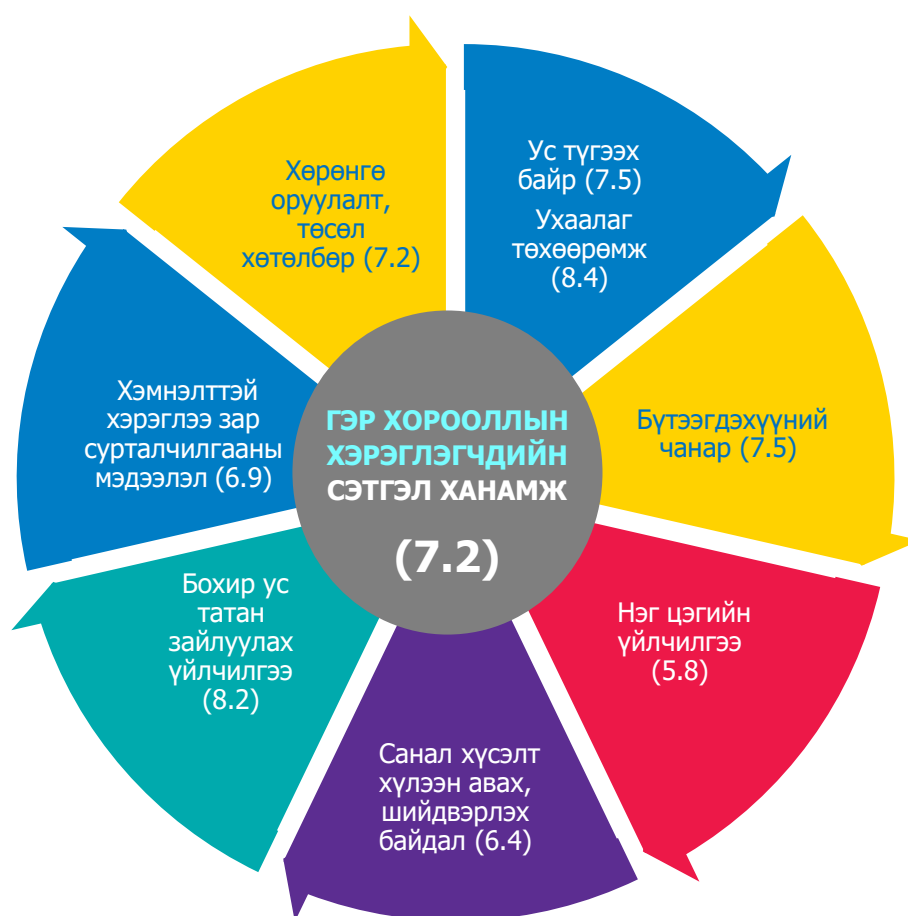 Ус түгээх
байр (7.5)
Ухаалаг
төхөөрөмж
(8.4)
Бүтээгдэхүүний
чанар (7.5)
Нэг цэгийн
үйлчилгээ
(5.8)
Санал хүсэлт
хүлээн авах,
шийдвэрлэх
байдал (6.4)
Бохир ус
татан
зайлуулах
үйлчилгээ
(8.2)
Хэмнэлттэй
хэрэглээ зар
сурталчилгааны
мэдээлэл (6.9)
Хөрөнгө
оруулалт,
төсөл
хөтөлбөр (7.2)
ГЭР ХОРООЛЛЫН
ХЭРЭГЛЭГЧДИЙН
СЭТГЭЛ ХАНАМЖ
(7.2)